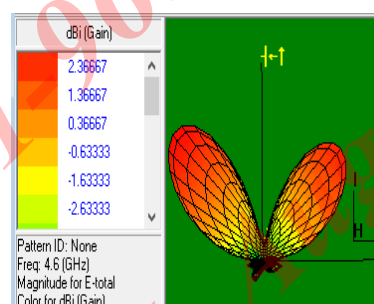 dBi (Gain)
2.36667
1.36667
0.36667
-0.63333
-1.63333
-2.63333
Pattern ID: None
Freq: 4.6 (GHz)
Magnitude for E-total
Color for dBi (Gain)
H